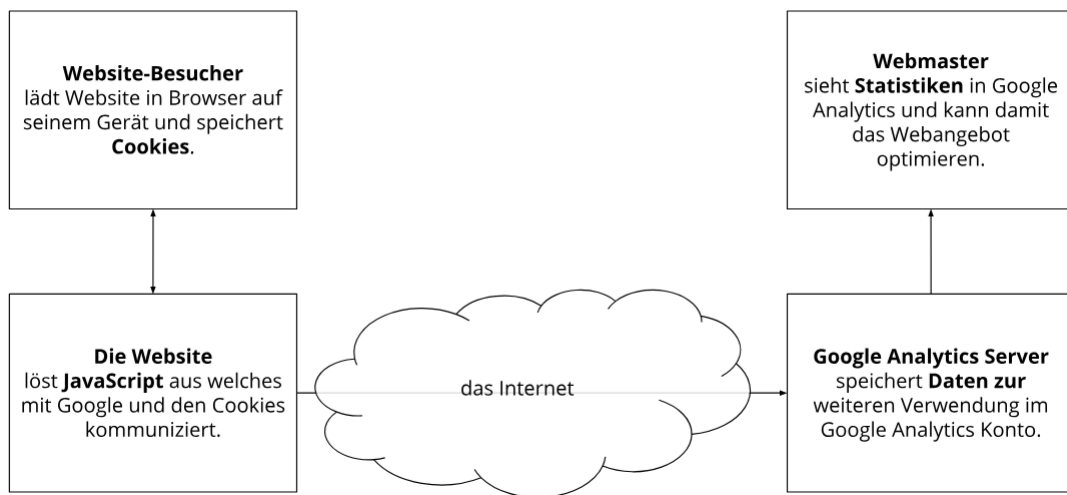 Website-Besucher
lädt Website in Browser auf
seinem Gerät und speichert
Cookies.
Webmaster
sieht Statistiken in Google
Analytics und kann damit
das Webangebot
optimieren.
Die Website
löst JavaScript aus welches
mit Google und den Cookies
kommuniziert.
das Internet
Google Analytics Server
speichert Daten zur
weiteren Verwendung im
Google Analytics Konto.